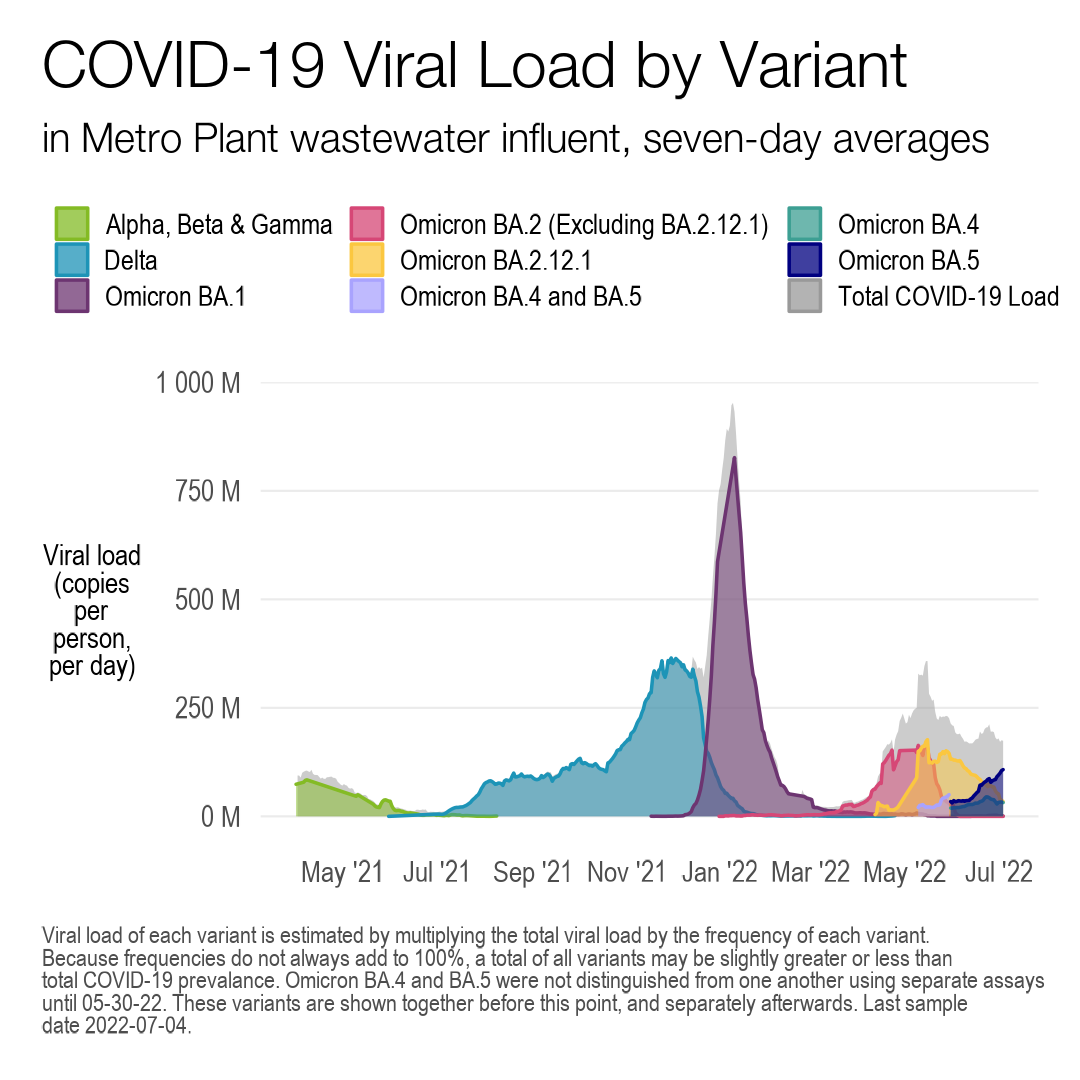 COVID-19 Viral Load by Variant
in Metro Plant wastewater influent, seven-day averages
Alpha, Beta & Gamma
Omicron BA.2 (Excluding BA.2.12.1)
Omicron BA.4
Delta
Omicron BA.2.12.1
Omicron BA.5
Omicron BA.1
Omicron BA.4 and BA.5
Total COVID-19 Load
1 000 M
750 M
500 M
250 M
0 M
Viral load
(copies
per
person,
per day)
May '21
Jul '21
Sep '21
Nov '21
Jan '22
Mar '22
May '22
Jul '22
Viral load of each variant is estimated by multiplying the total viral load by the frequency of each variant.
Because frequencies do not always add to 100%, a total of all variants may be slightly greater or less than
total COVID-19 prevalance. Omicron BA.4 and BA.5 were not distinguished from one another using separate assays
until 05-30-22. These variants are shown together before this point, and separately afterwards. Last sample
date 2022-07-04.